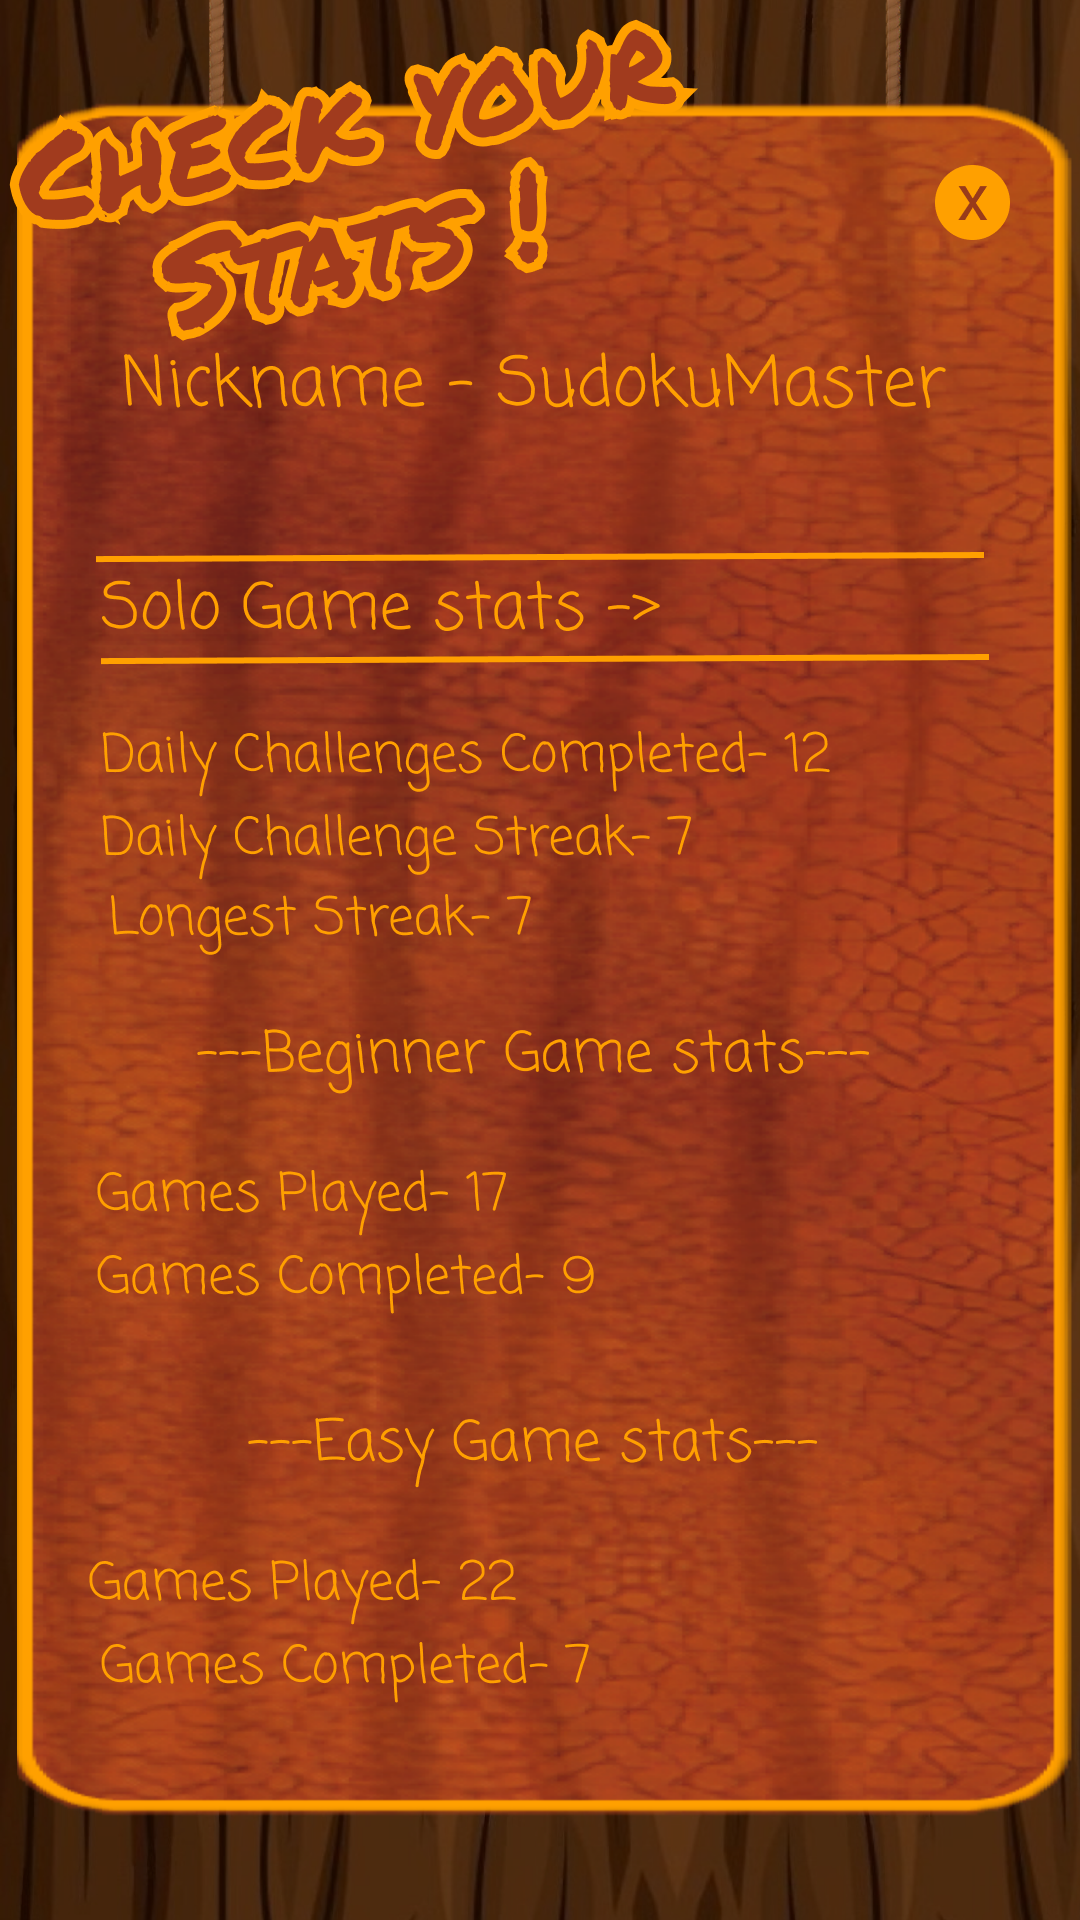 CHECK YOUR
STATS !
X
Nickname - SudokuMaster
Solo Game stats ->
Daily Challenges Completed- 12
Daily Challenge Streak- 7
Longest Streak- 7
---Beginner Game stats---
Games Played- 17
Games Completed- 9
---Easy Game stats---
Games Played- 22
Games Completed- 7